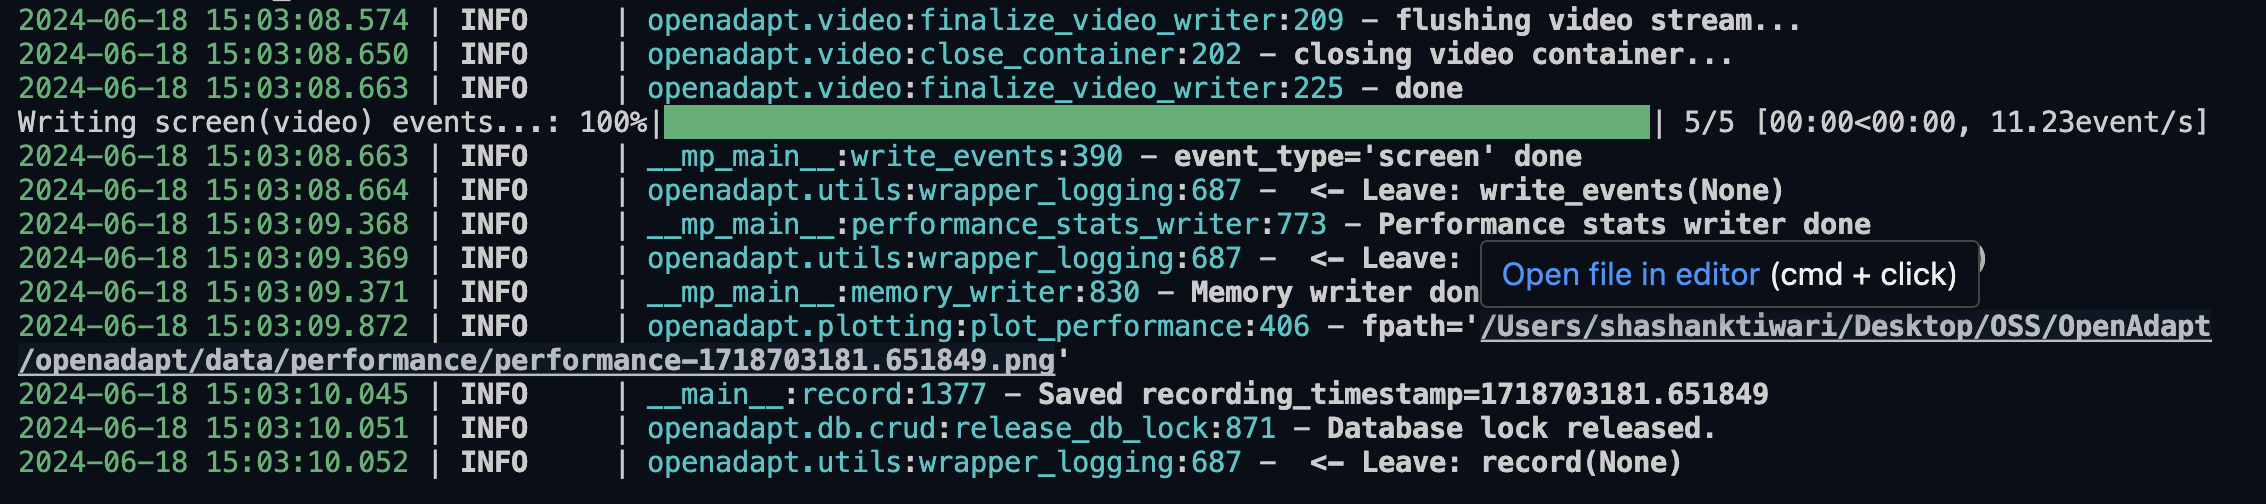 2024-06-18 15:03:08.574 | INFO     | openadapt.video:finalize_video_writer:209 - flushing video stream...
2024-06-18 15:03:08.650 | INFO     | openadapt.video:close_container:202 - closing video container...
2024-06-18 15:03:08.663 | INFO     | openadapt.video:finalize_video_writer:225 - done
Writing screen(video) events...: 100%|██████████| 5/5 [00:00<00:00, 11.23event/s]
2024-06-18 15:03:08.663 | INFO     | __mp_main__:write_events:390 - event_type='screen' done
2024-06-18 15:03:08.664 | INFO     | openadapt.utils:wrapper_logging:687 -  <- Leave: write_events(None)
2024-06-18 15:03:09.368 | INFO     | __mp_main__:performance_stats_writer:773 - Performance stats writer done
2024-06-18 15:03:09.369 | INFO     | openadapt.utils:wrapper_logging:687 -  <- Leave: )
Open file in editor (cmd + click)
2024-06-18 15:03:09.371 | INFO     | __mp_main__:memory_writer:830 - Memory writer don
2024-06-18 15:03:09.872 | INFO     | openadapt.plotting:plot_performance:406 - fpath='/Users/shashanktiwari/Desktop/OSS/OpenAdapt
/openadapt/data/performance/performance-1718703181.651849.png'
2024-06-18 15:03:10.045 | INFO     | __main__:record:1377 - Saved recording_timestamp=1718703181.651849
2024-06-18 15:03:10.051 | INFO     | openadapt.db.crud:release_db_lock:871 - Database lock released.
2024-06-18 15:03:10.052 | INFO     | openadapt.utils:wrapper_logging:687 -  <- Leave: record(None)